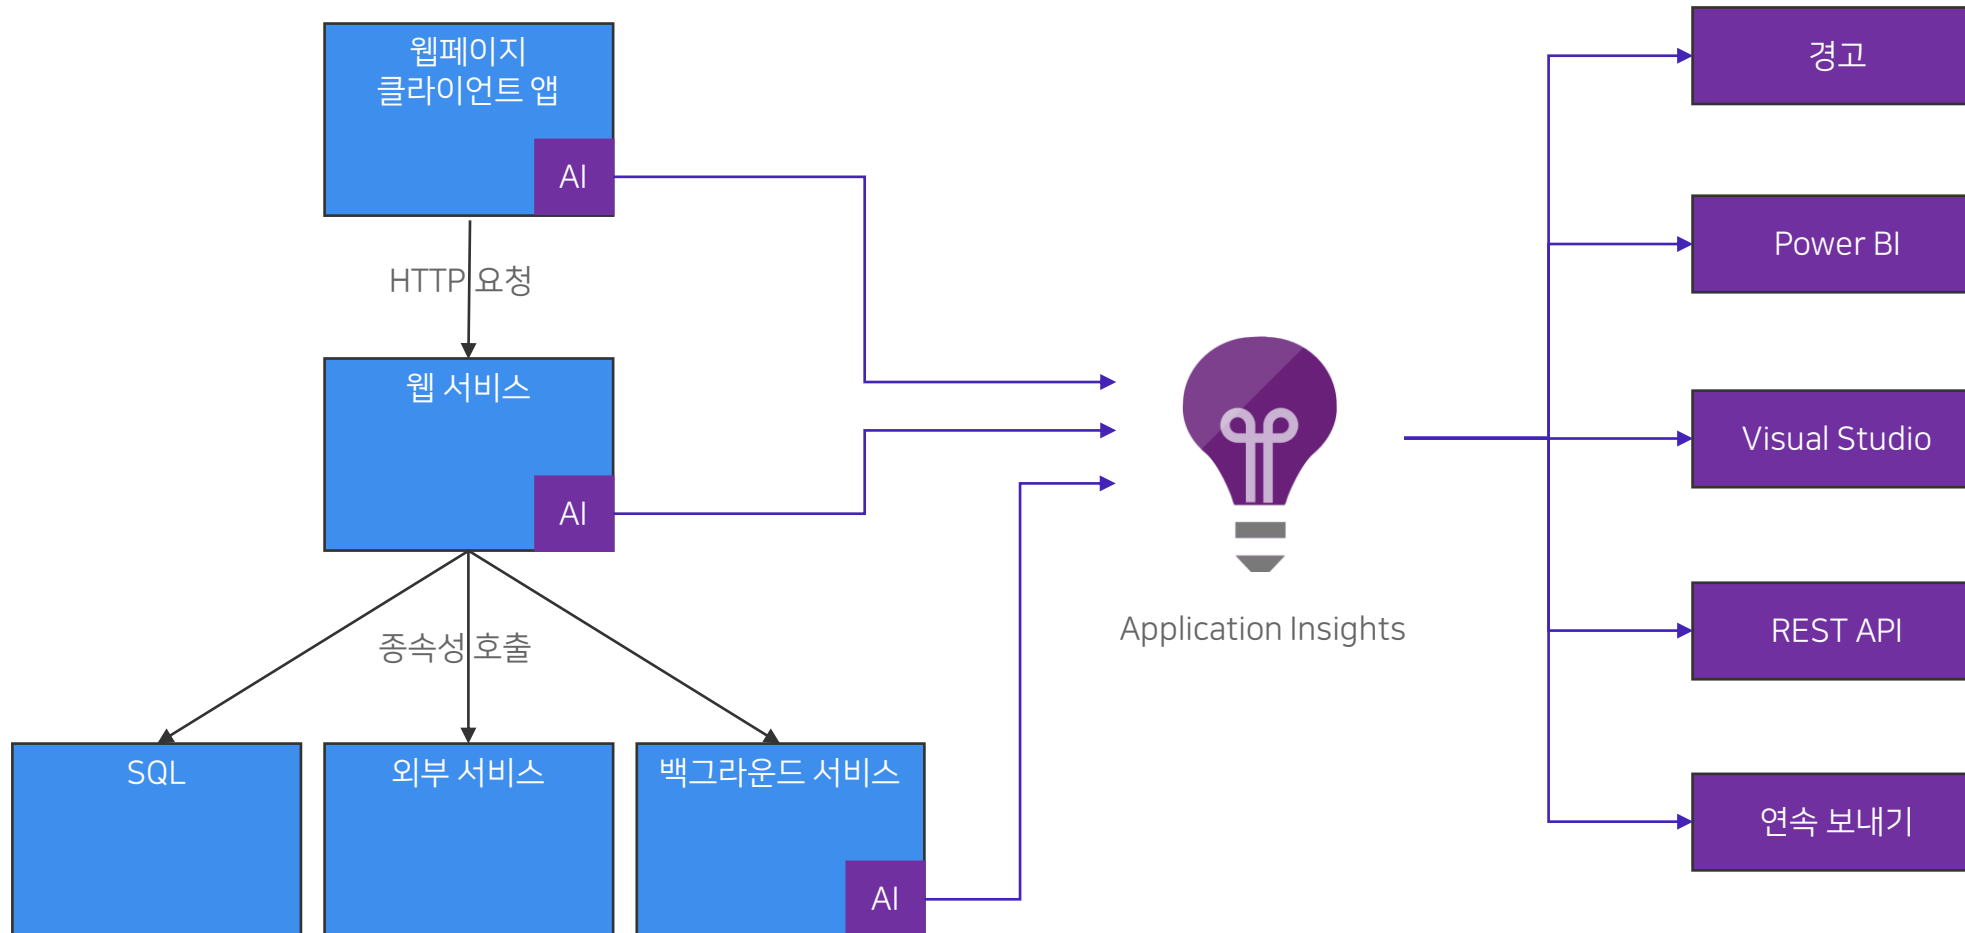 웹페이지
클라이언트 앱
AI
HTTP 요청
웹 서비스
AI
종속성 호출
SQL
외부 서비스
백그라운드 서비스
AI
Application Insights
경고
Power BI
Visual Studio
REST API
연속 보내기